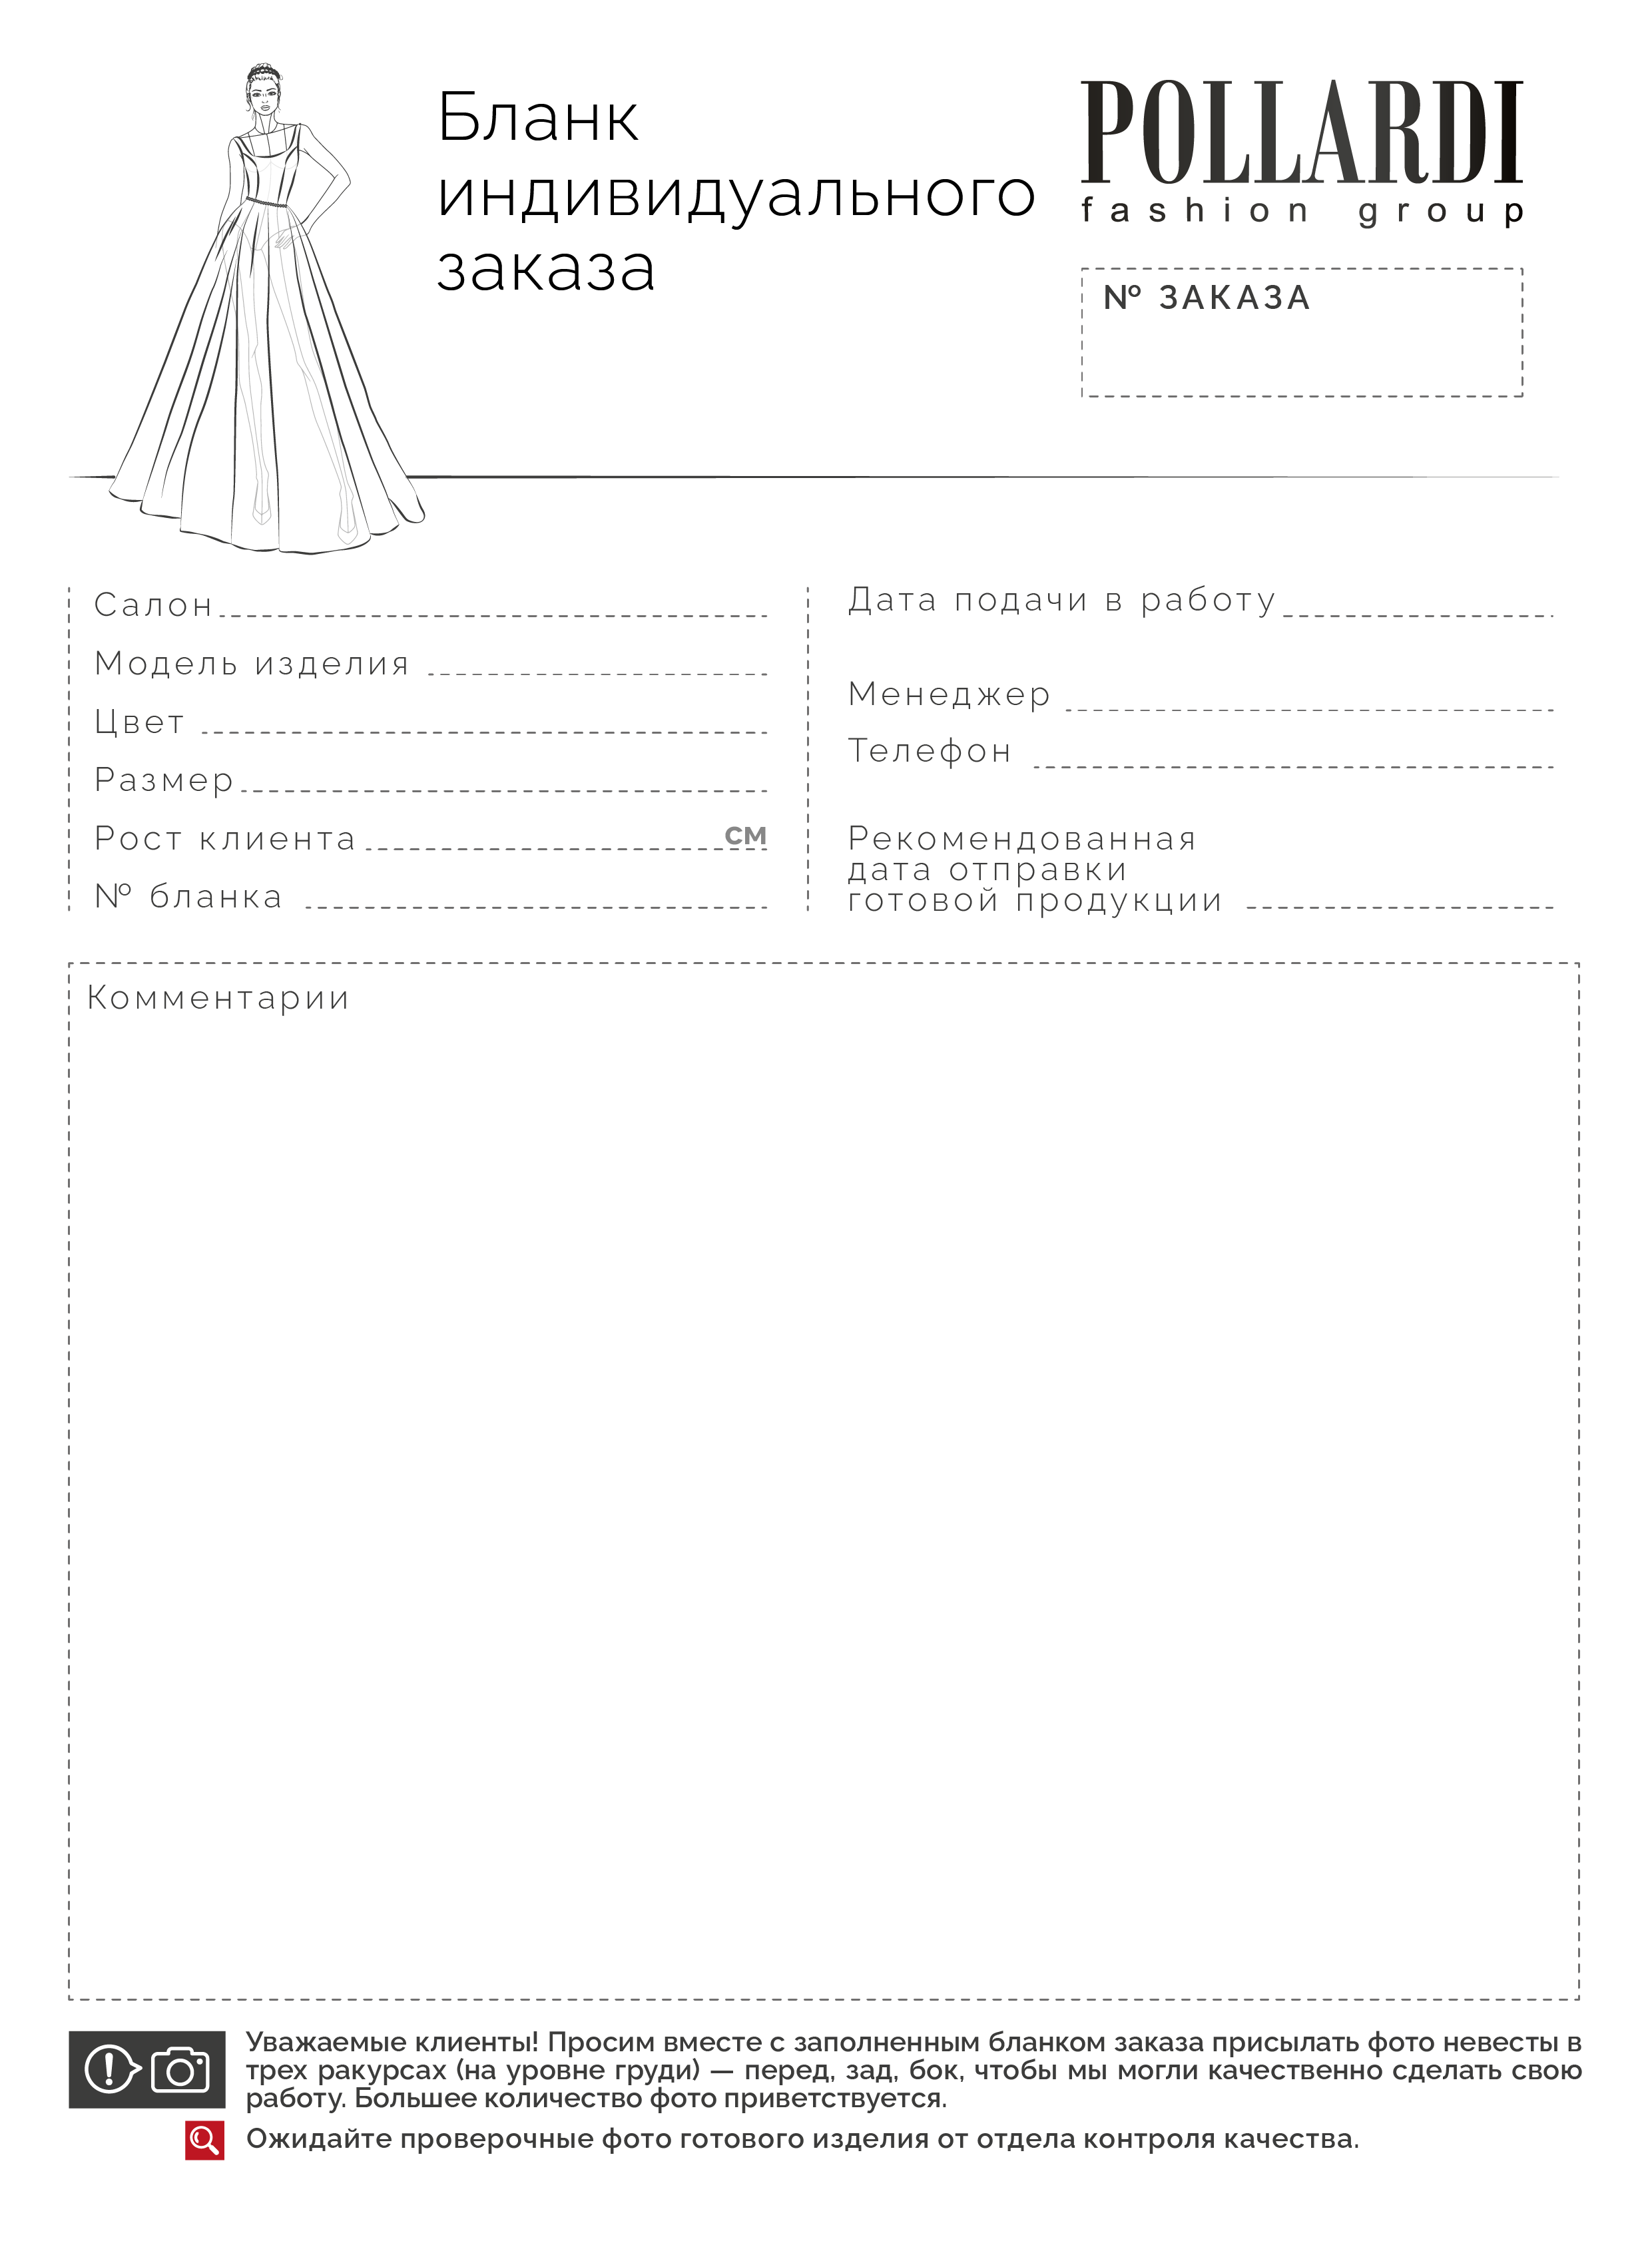 Бланк
индивидуального
заказа
POLLARDI
fashion group
№ ЗАКАЗА
Салон
Модель изделия
Цвет
Размер
Рост клиента см
№ бланка
Дата подачи в работу
Менеджер
Телефон
Рекомендованная
дата отправки
готовой продукции
Комментарии
Уважаемые клиенты! Просим вместе с заполненным бланком заказа присылать фото невесты в
трех ракурсах (на уровне груди) — перед, зад, бок, чтобы мы могли качественно сделать свою
работу. Большее количество фото приветствуется.
Ожидайте проверочные фото готового изделия от отдела контроля качества.